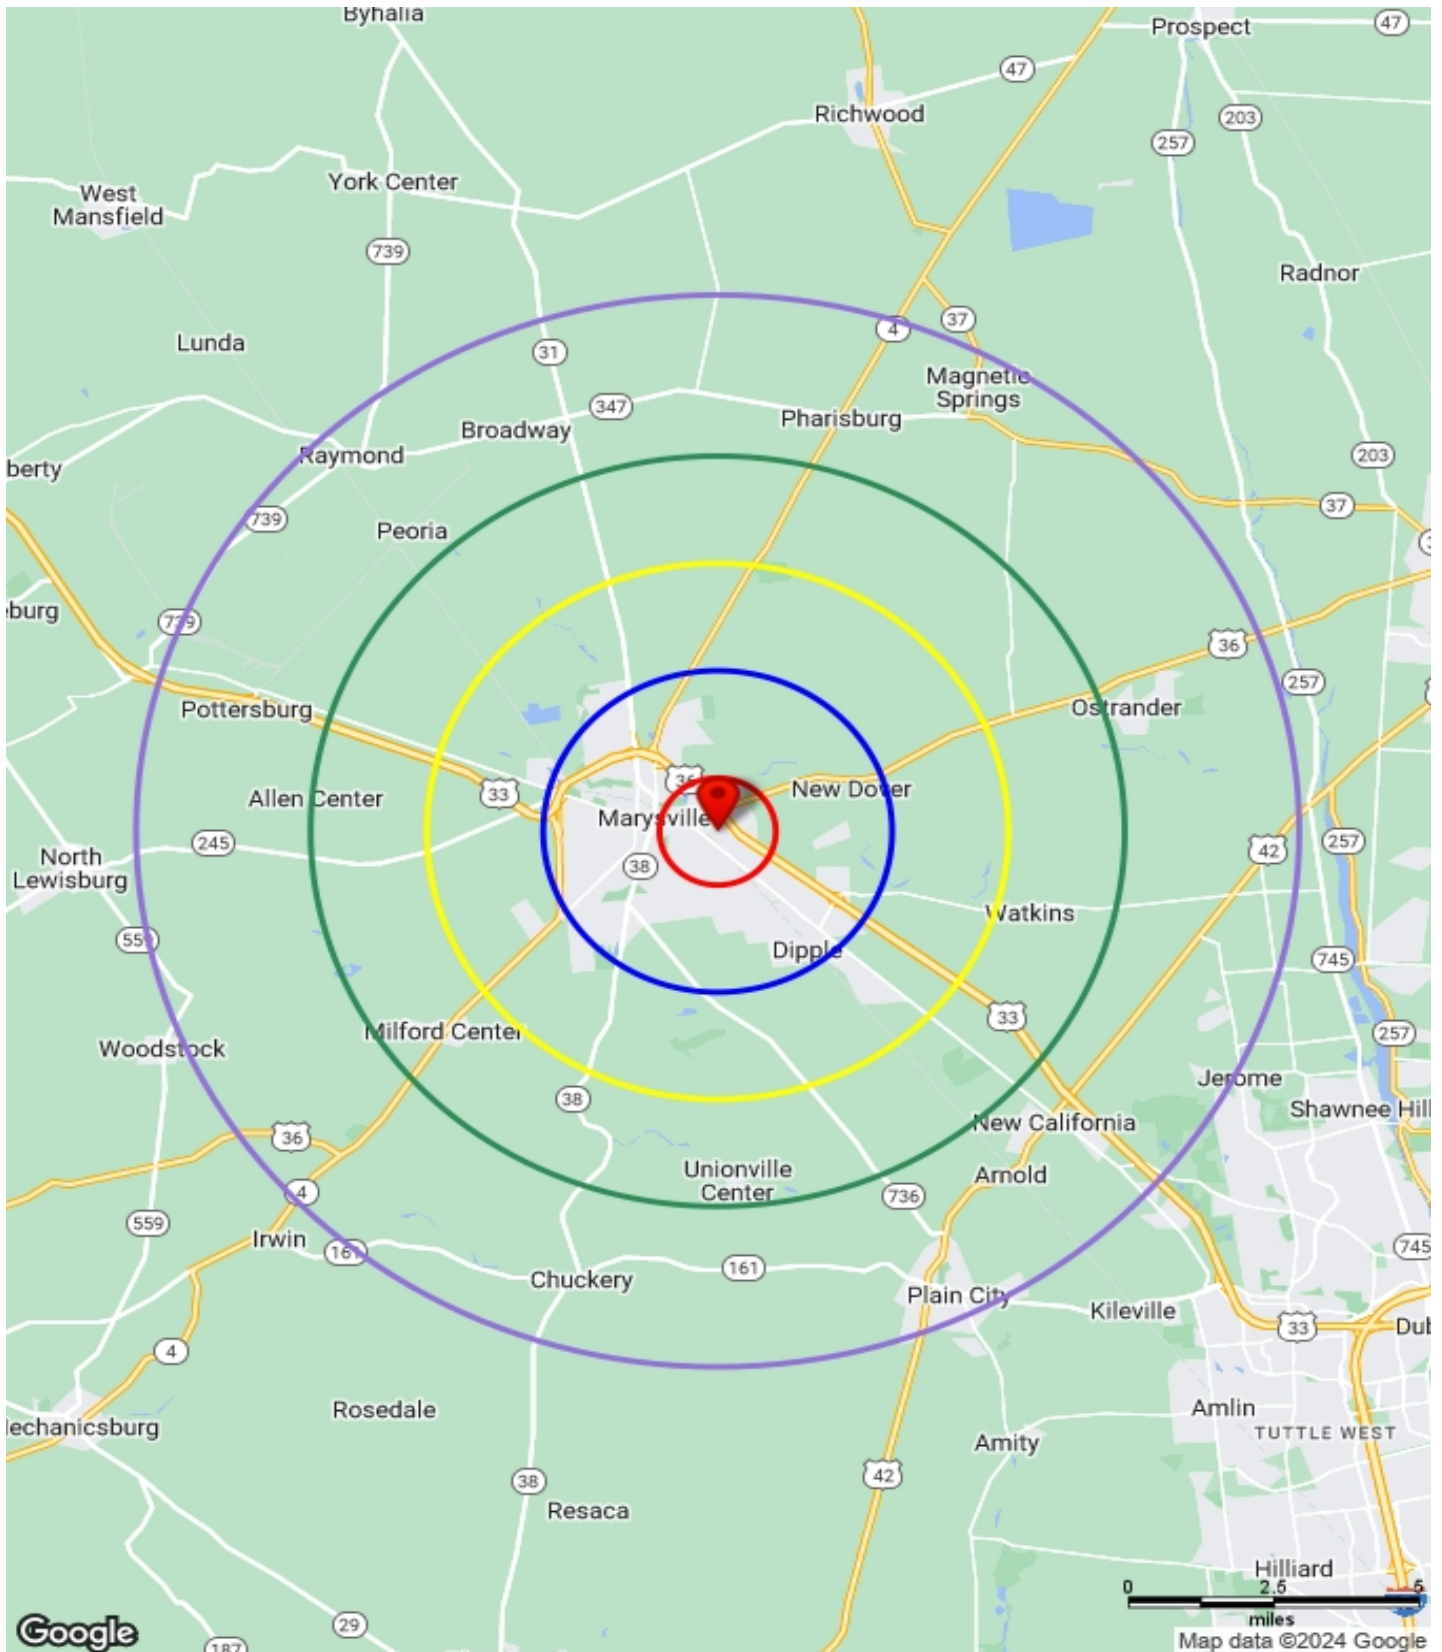 Byhalia
Prospect
47
47
Richwood
203
257
York Center
West
Mansfield
739
Radnor
4
37
Lunda
31
Magnetic
Springs
347
Pharisburg
Broadway
Raymond
203
berty
37
739
Peoria
eburg
739
36
257
Ostrander
Pottersburg
36
New Dover
33
Allen Center
Marysville
245
257
42
North
Lewisburg
38
Watkins
559
Dipple
745
33
Milford Center
257
Woodstock
Jerome
38
Shawnee Hill
New California
36
Unionville
Center
Arnold
4
736
559
Irwin
161
745
161
Chuckery
Plain City
Kileville
33
Dub
4
Rosedale
Amlin
lechanicsburg
TUTTLE WEST
Amity
42
38
Resaca
Hilliard
0 2.5 5
miles
29
Google
187
Map data ©2024 Google